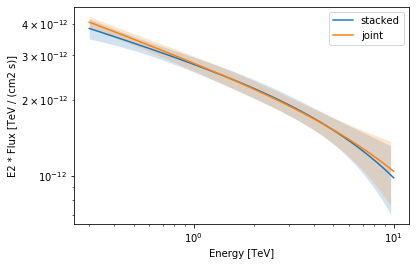 stacked
joint
4 × 10⁻¹²
3 × 10⁻¹²
2 × 10⁻¹²
10⁻¹²
E2 * Flux [TeV / (cm2 s)]
10⁰
10¹
Energy [TeV]